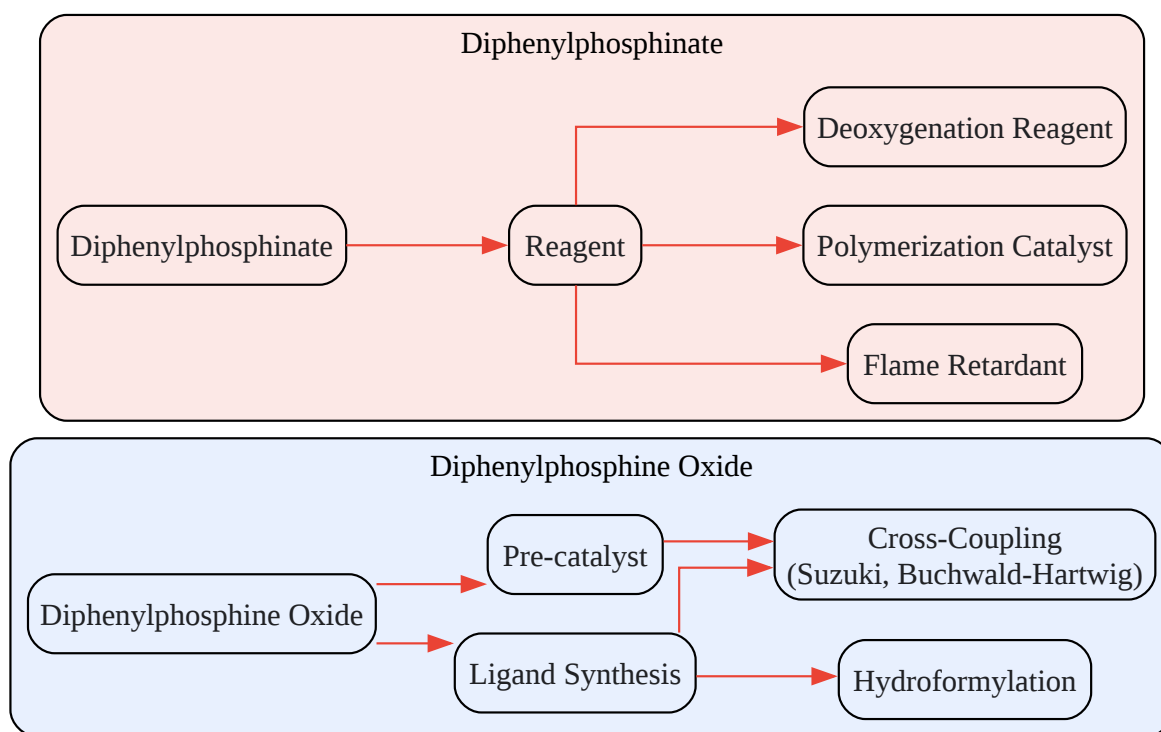 Diphenylphosphinate
Deoxygenation Reagent
Diphenylphosphinate
Reagent
Polymerization Catalyst
Flame Retardant
Diphenylphosphine Oxide
Pre-catalyst
Cross-Coupling
(Suzuki, Buchwald-Hartwig)
Diphenylphosphine Oxide
Ligand Synthesis
Hydroformylation